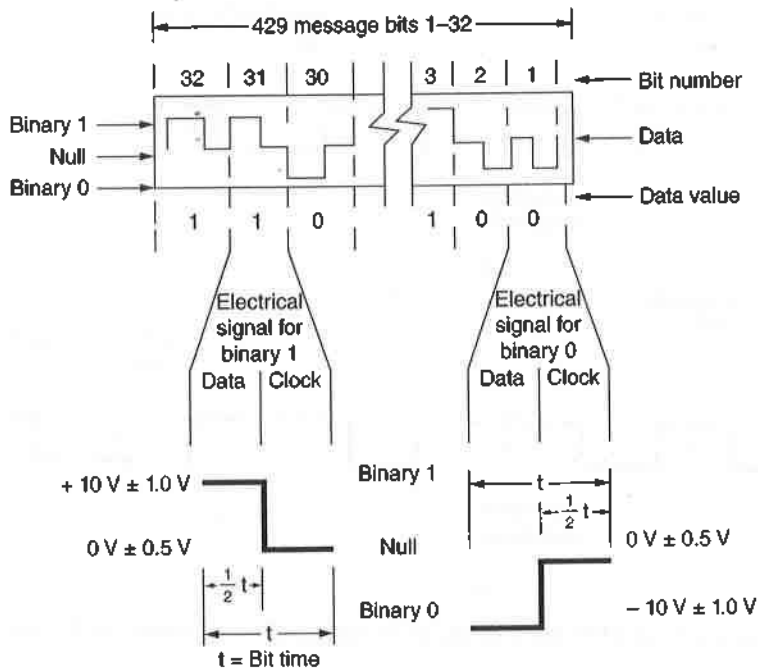 429 message bits 1–32
32 31 30 3 2 1 Bit number
Binary 1
Data
Null
Binary 0
Data value
1 1 0 1 0 0
Electrical signal for binary 1
Data Clock
Electrical signal for binary 0
Data Clock
+ 10 V ± 1.0 V
0 V ± 0.5 V
1/2 t
t
t = Bit time
Binary 1
Null
Binary 0
t
1/2 t
0 V ± 0.5 V
– 10 V ± 1.0 V